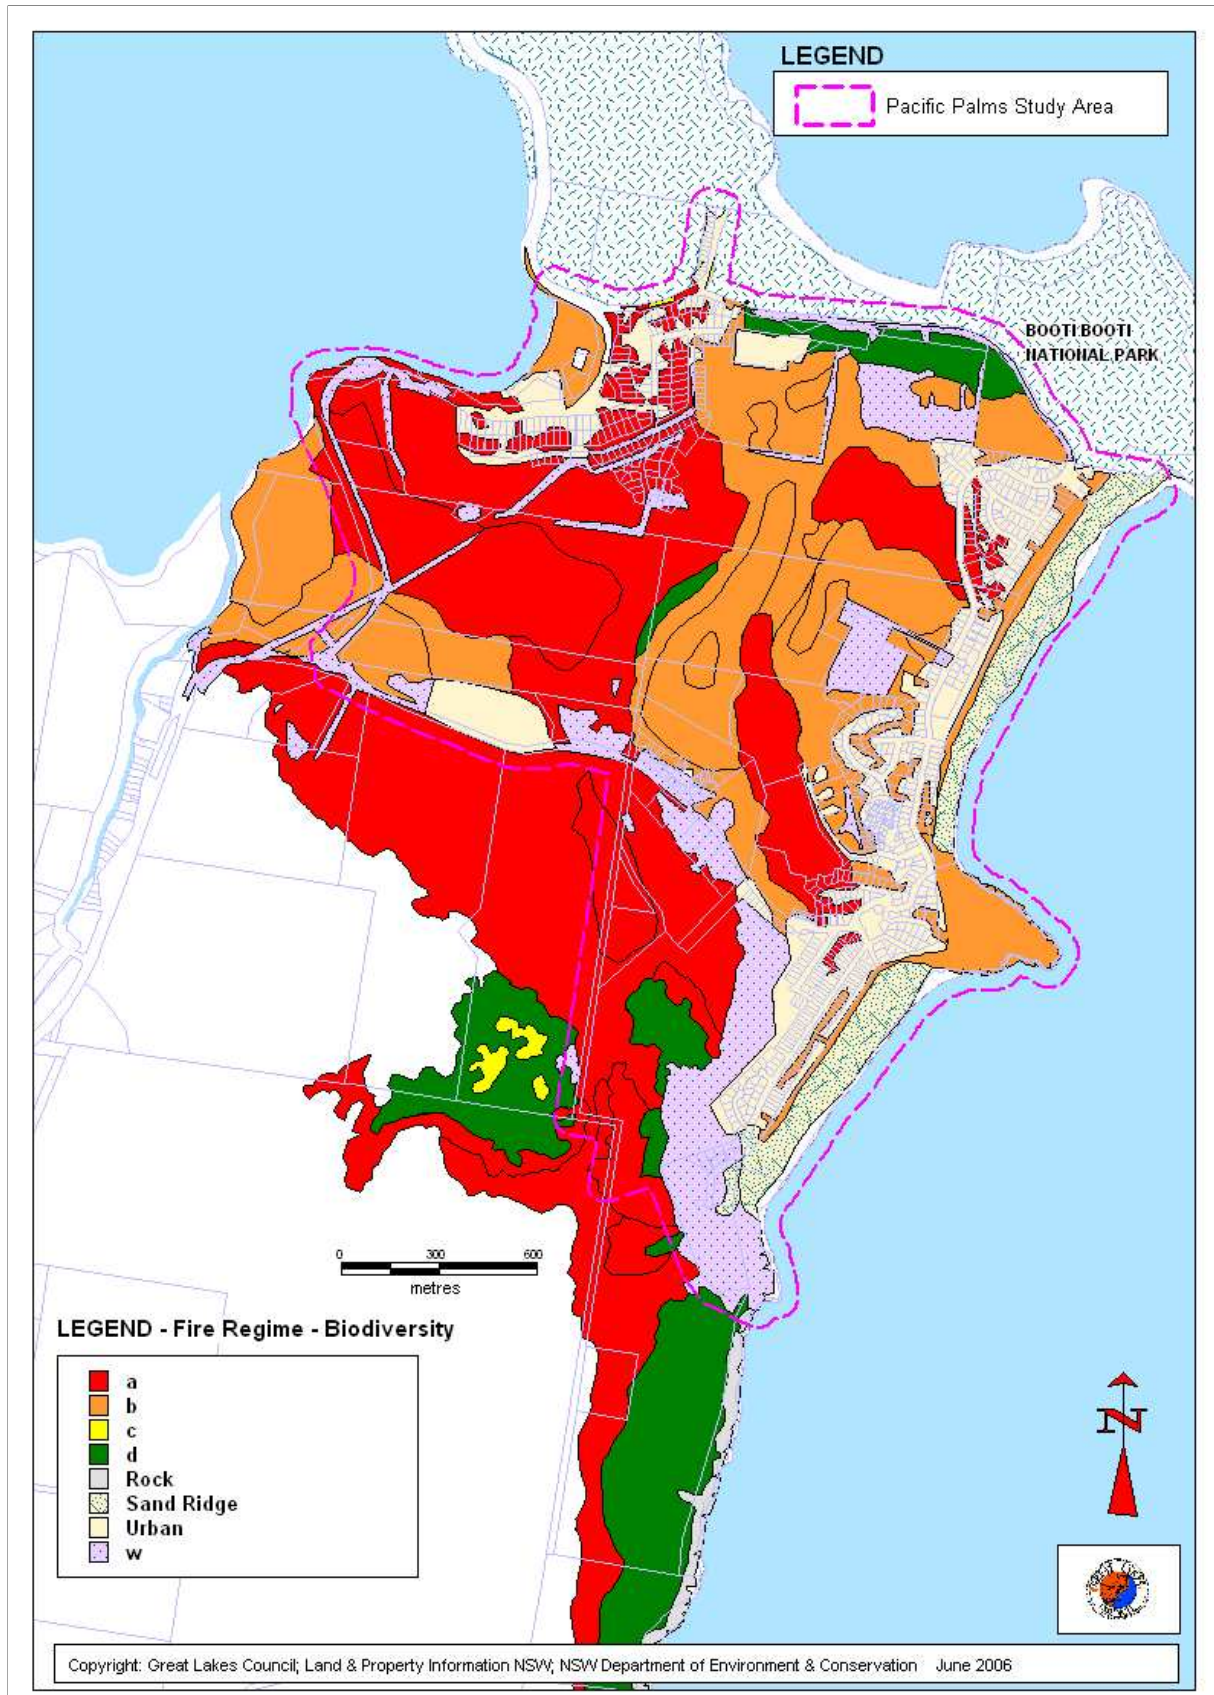 LEGEND
Pacific Palms Study Area
BOOTI BOOTI
NATIONAL PARK
0 300 600
metres
LEGEND - Fire Regime - Biodiversity
a
b
c
d
Rock
Sand Ridge
Urban
w
N
Copyright: Great Lakes Council; Land & Property Information NSW; NSW Department of Environment & Conservation June 2006